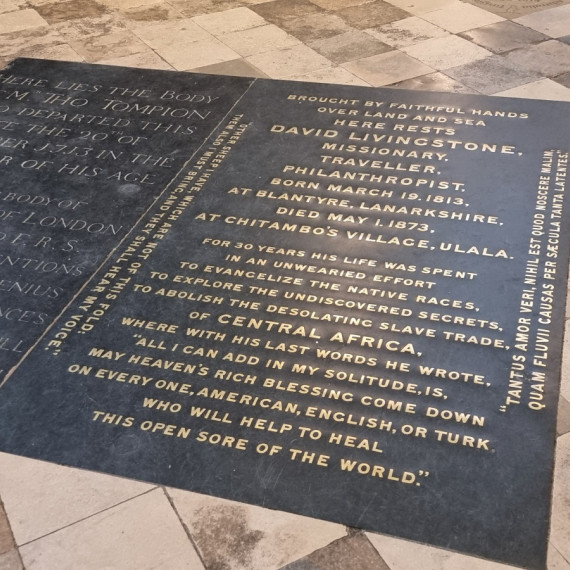 HERE LIES THE BODY
JHO TOMPION
DEPARTED THIS
THE 20
1713 IN THE
OF THIS AGE
BODY OF
OF LONDON
F. R. S.
BROUGHT BY FAITHFUL HANDS
OVER LAND AND SEA
HERE RESTS
DAVID LIVINGSTONE.
MISSIONARY.
TRAVELLER.
PHILANTHROPIST.
BORN MARCH 19.1813.
AT BLANTYRE, LANARKSHIRE,
DIED MAY 1.1873.
AT CHITAMBO'S VILLAGE, ULALA.
FOR 30 YEARS HIS LIFE WAS SPENT
IN AN UNWEARIED EFFORT
TO EVANGELIZE THE NATIVE RACES,
TO EXPLORE THE UNDISCOVERED SECRETS,
TO ABOLISH THE DESOLATING SLAVE TRADE,
OF CENTRAL AFRICA,
WHERE WITH HIS LAST WORDS HE WROTE,
"ALL I CAN ADD IN MY SOLITUDE, IS,
MAY HEAVEN'S RICH BLESSING COME DOWN
ON EVERY ONE, AMERICAN, ENGLISH, OR TURK
WHO WILL HELP TO HEAL
THIS OPEN SORE OF THE WORLD."
"OTHER SHEEP I HAVE, WHICH ARE NOT OF THIS FOLD:
THEM ALSO I MUST BRING, AND THEY SHALL HEAR MY VOICE."
"TANTUS AMOR VERI, NIHIL EST QUOD NOSCERE MALIM,
QUAM FLUVII CAUSAS PER SÆCULA TANTA LATENTES."